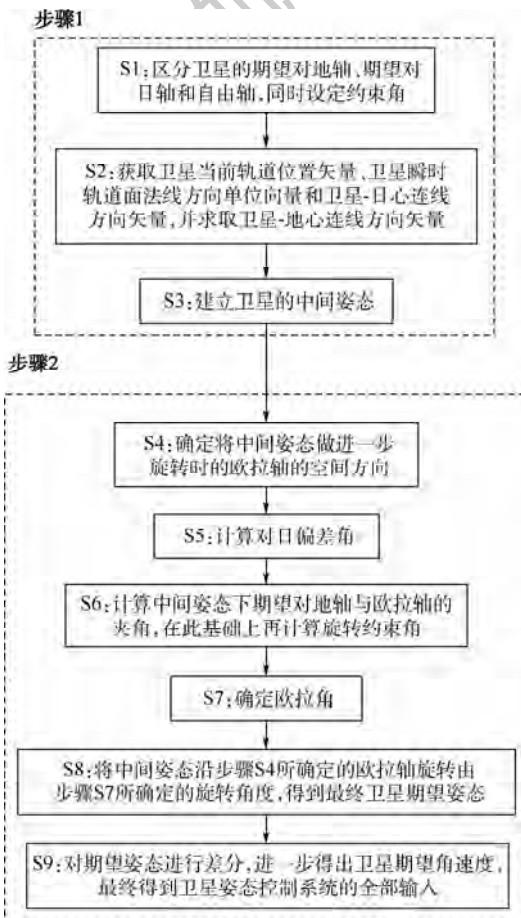 步骤1
S1:区分卫星的期望对地轴、期望对
日轴和自由轴,同时设定约束角
S2:获取卫星当前轨道位置矢量、卫星瞬时
轨道面法线方向单位向量和卫星-日心连线
方向矢量,并求取卫星-地心连线方向矢量
S3:建立卫星的中间姿态
步骤2
S4:确定将中间姿态做进一步
旋转时的欧拉轴的空间方向
S5:计算对日偏差角
S6:计算中间姿态下期望对地轴与欧拉轴的
夹角,在此基础上再计算旋转约束角
S7:确定欧拉角
S8:将中间姿态沿步骤S4所确定的欧拉轴旋转由
步骤S7所确定的旋转角度,得到最终卫星期望姿态
S9:对期望姿态进行差分,进一步得出卫星期望角速度,
最终得到卫星姿态控制系统的全部输入